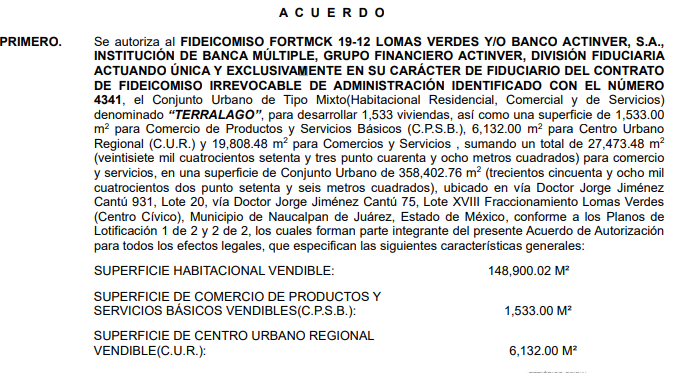 A C U E R D O
PRIMERO. Se autoriza al FIDEICOMISO FORTMCK 19-12 LOMAS VERDES Y/O BANCO ACTINVER, S.A.,
INSTITUCIÓN DE BANCA MÚLTIPLE, GRUPO FINANCIERO ACTINVER, DIVISIÓN FIDUCIARIA
ACTUANDO ÚNICA Y EXCLUSIVAMENTE EN SU CARÁCTER DE FIDUCIARIO DEL CONTRATO
DE FIDEICOMISO IRREVOCABLE DE ADMINISTRACIÓN IDENTIFICADO CON EL NÚMERO
4341, el Conjunto Urbano de Tipo Mixto(Habitacional Residencial, Comercial y de Servicios)
denominado "TERRALAGO", para desarrollar 1,533 viviendas, así como una superficie de 1,533.00
m² para Comercio de Productos y Servicios Básicos (C.P.S.B.), 6,132.00 m² para Centro Urbano
Regional (C.U.R.) y 19,808.48 m² para Comercios y Servicios , sumando un total de 27,473.48 m²
(veintisiete mil cuatrocientos setenta y tres punto cuarenta y ocho metros cuadrados) para comercio
y servicios, en una superficie de Conjunto Urbano de 358,402.76 m² (trecientos cincuenta y ocho mil
cuatrocientos dos punto setenta y seis metros cuadrados), ubicado en vía Doctor Jorge Jiménez
Cantú 931, Lote 20, vía Doctor Jorge Jiménez Cantú 75, Lote XVIII Fraccionamiento Lomas Verdes
(Centro Cívico), Municipio de Naucalpan de Juárez, Estado de México, conforme a los Planos de
Lotificación 1 de 2 y 2 de 2, los cuales forman parte integrante del presente Acuerdo de Autorización
para todos los efectos legales, que especifican las siguientes características generales:
SUPERFICIE HABITACIONAL VENDIBLE: 148,900.02 M²
SUPERFICIE DE COMERCIO DE PRODUCTOS Y
SERVICIOS BÁSICOS VENDIBLES(C.P.S.B.): 1,533.00 M²
SUPERFICIE DE CENTRO URBANO REGIONAL
VENDIBLE(C.U.R.): 6,132.00 M²